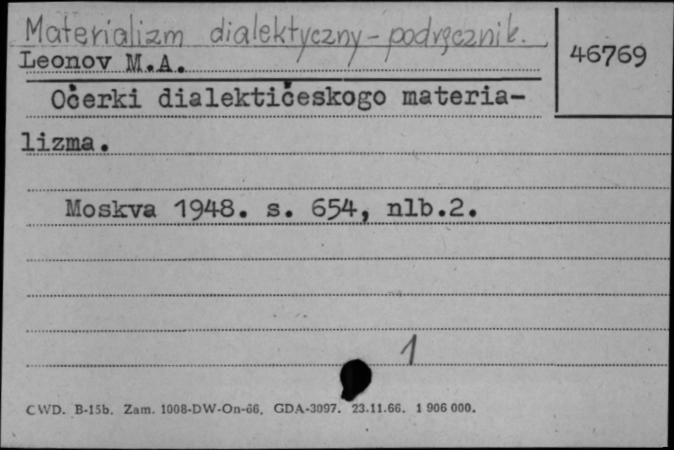 Materializm dialektyczny - podręcznik.
46769
Leonov M.A.
Očerki dialektičeskogo materia-
lizma.
Moskva 1948. s. 654, nlb.2.
1
CWD. B-15b. Zam. 1008-DW-On-66. GDA-3097. 23.11.66. 1 906 000.